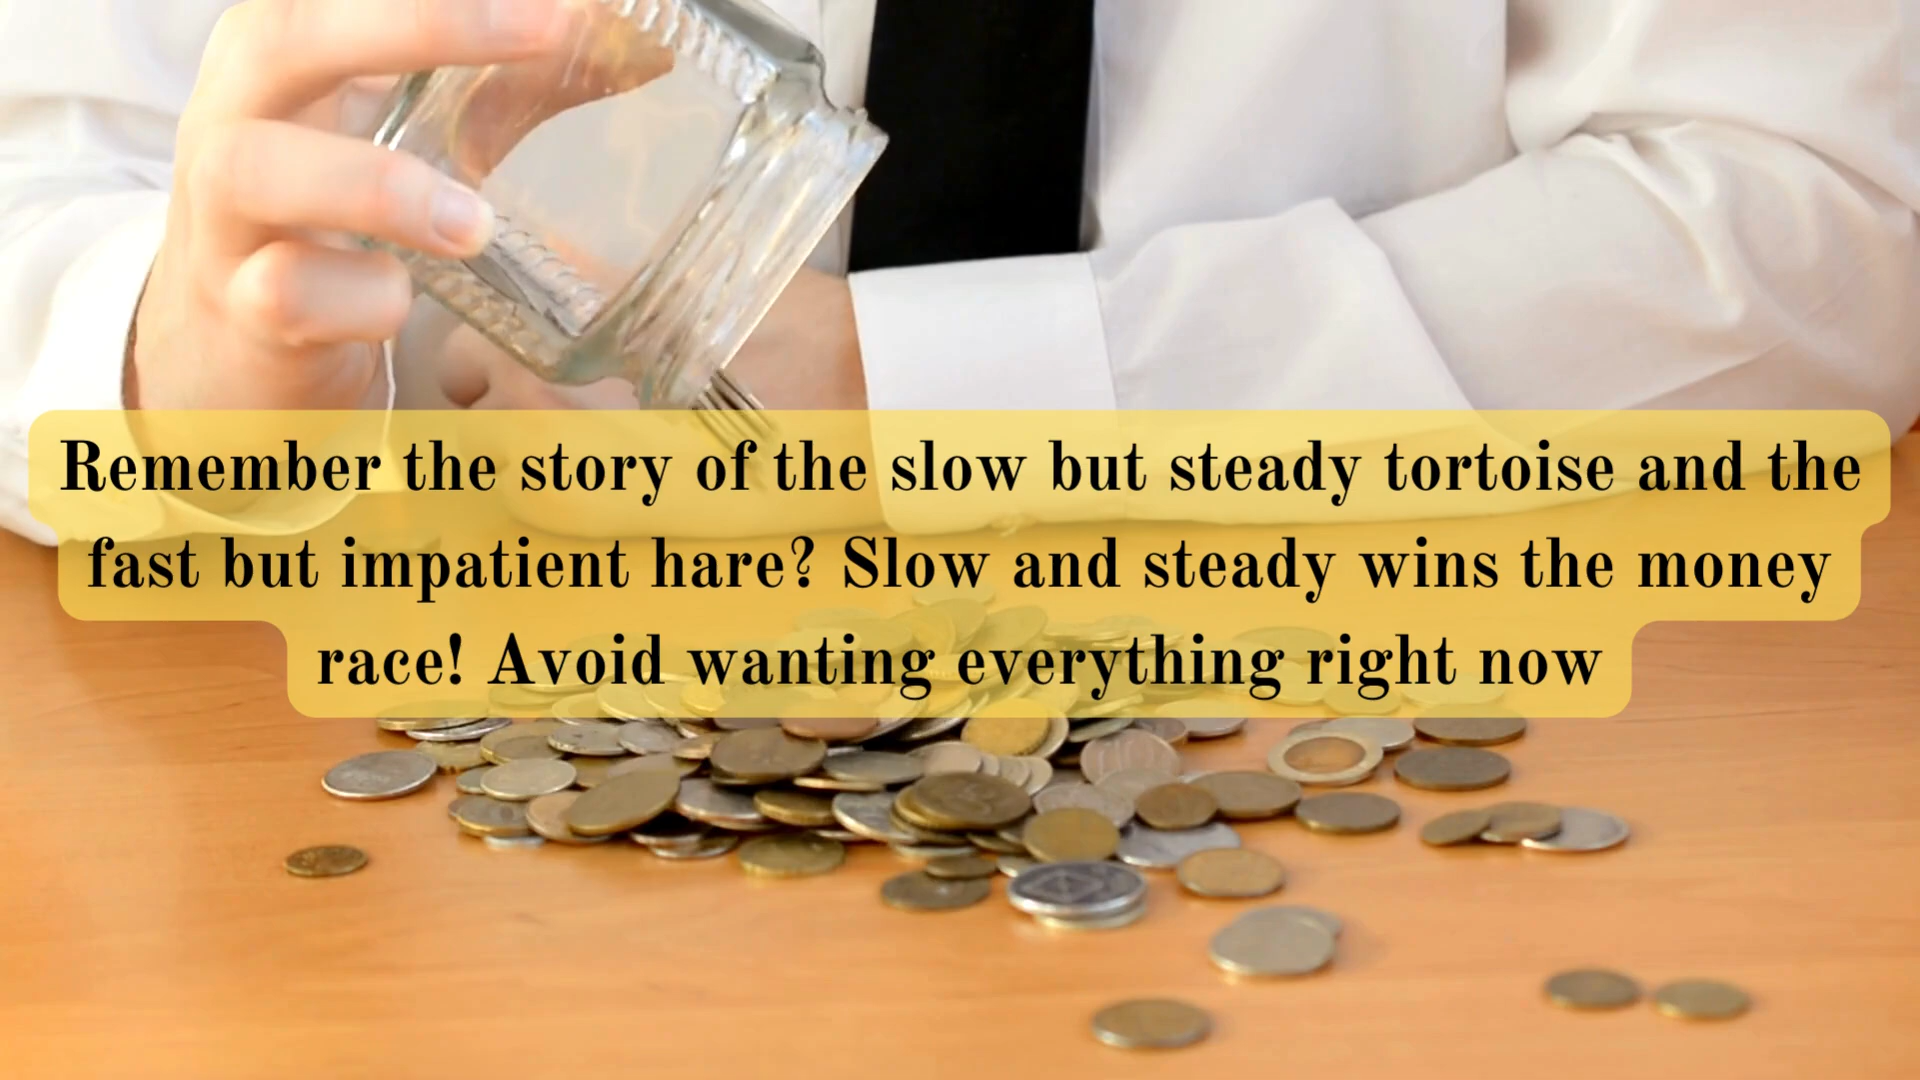 Remember the story of the slow but steady tortoise and the
fast but impatient hare? Slow and steady wins the money
race! Avoid wanting everything right now